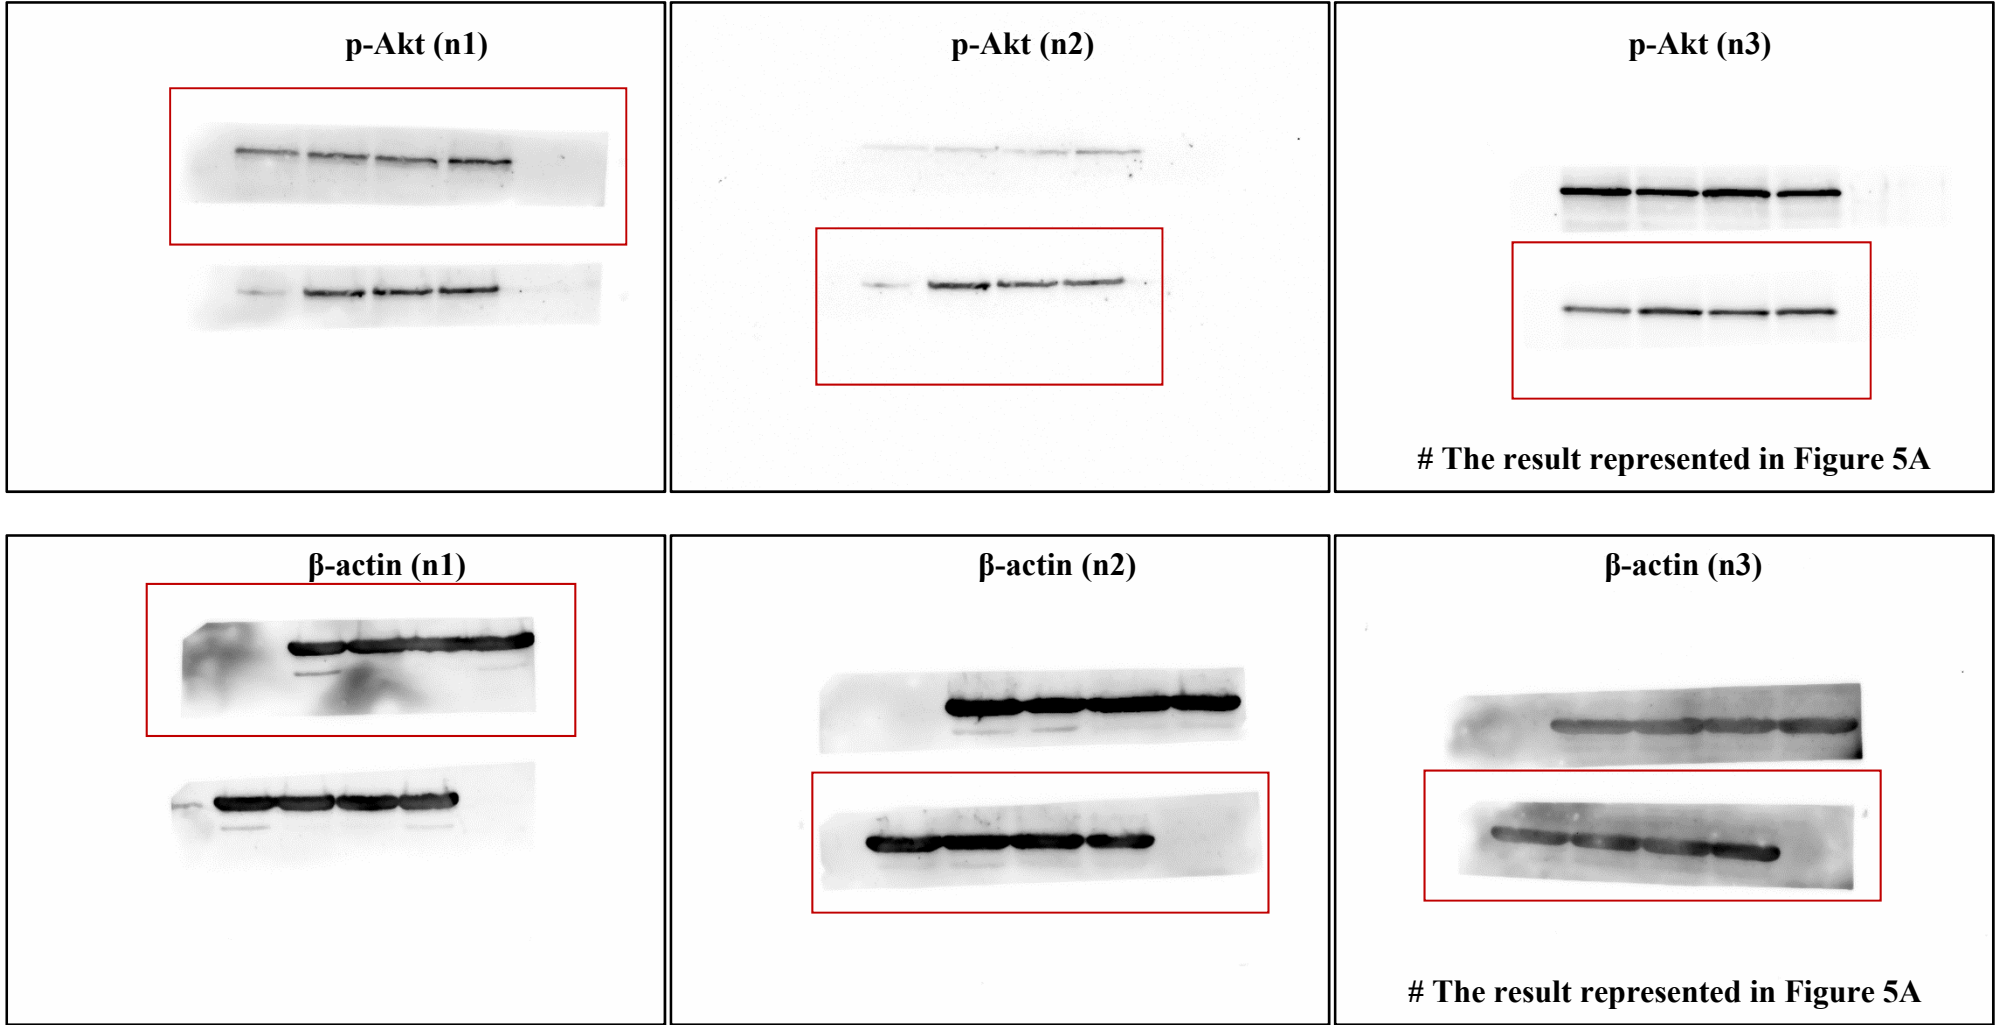 p-Akt (n1)
p-Akt (n2)
p-Akt (n3)
# The result represented in Figure 5A
β-actin (n1)
β-actin (n2)
β-actin (n3)
# The result represented in Figure 5A